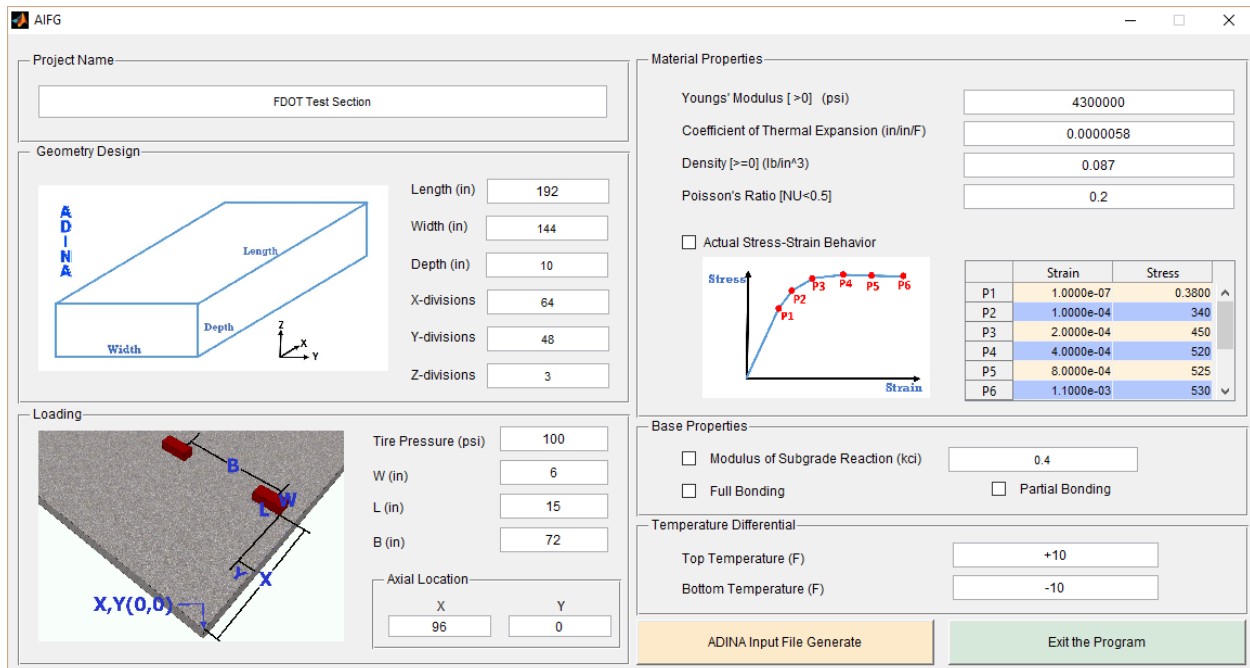 AIFG
Project Name
FDOT Test Section
Geometry Design
ADINA
Length
Depth
Width
Z
X
Y
Length (in) 192
Width (in) 144
Depth (in) 10
X-divisions 64
Y-divisions 48
Z-divisions 3
Loading
B
W
L
Y
X
X,Y(0,0)
Tire Pressure (psi) 100
W (in) 6
L (in) 15
B (in) 72
Axial Location
X Y
96 0
Material Properties
Youngs' Modulus [ >0] (psi) 4300000
Coefficient of Thermal Expansion (in/in/F) 0.0000058
Density [>=0] (lb/in^3) 0.087
Poisson's Ratio [NU<0.5] 0.2
Actual Stress-Strain Behavior
Stress
P1
P2
P3
P4
P5
P6
Strain
Strain Stress
P1 1.0000e-07 0.3800
P2 1.0000e-04 340
P3 2.0000e-04 450
P4 4.0000e-04 520
P5 8.0000e-04 525
P6 1.1000e-03 530
Base Properties
Modulus of Subgrade Reaction (kci) 0.4
Full Bonding Partial Bonding
Temperature Differential
Top Temperature (F) +10
Bottom Temperature (F) -10
ADINA Input File Generate Exit the Program